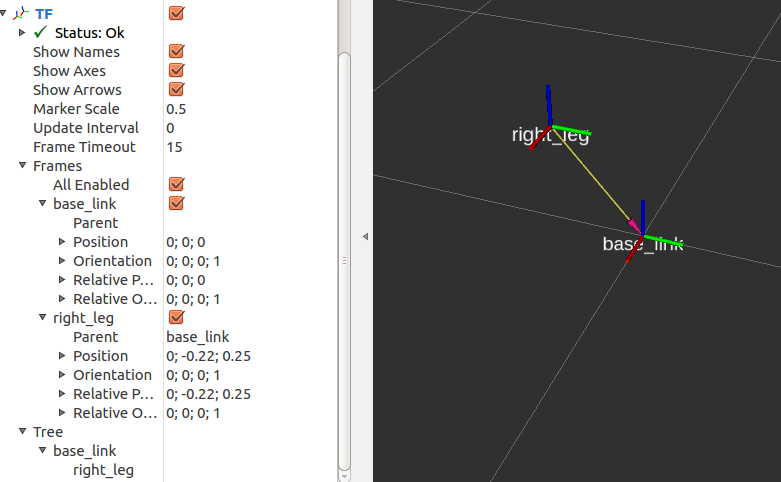 TF
Status: Ok
Show Names
Show Axes
Show Arrows
Marker Scale 0.5
Update Interval 0
Frame Timeout 15
Frames
All Enabled
base_link
Parent
Position 0; 0; 0
Orientation 0; 0; 0; 1
Relative P... 0; 0; 0
Relative O... 0; 0; 0; 1
right_leg
Parent base_link
Position 0; -0.22; 0.25
Orientation 0; 0; 0; 1
Relative P... 0; -0.22; 0.25
Relative O... 0; 0; 0; 1
Tree
base_link
right_leg
right_leg
base_link